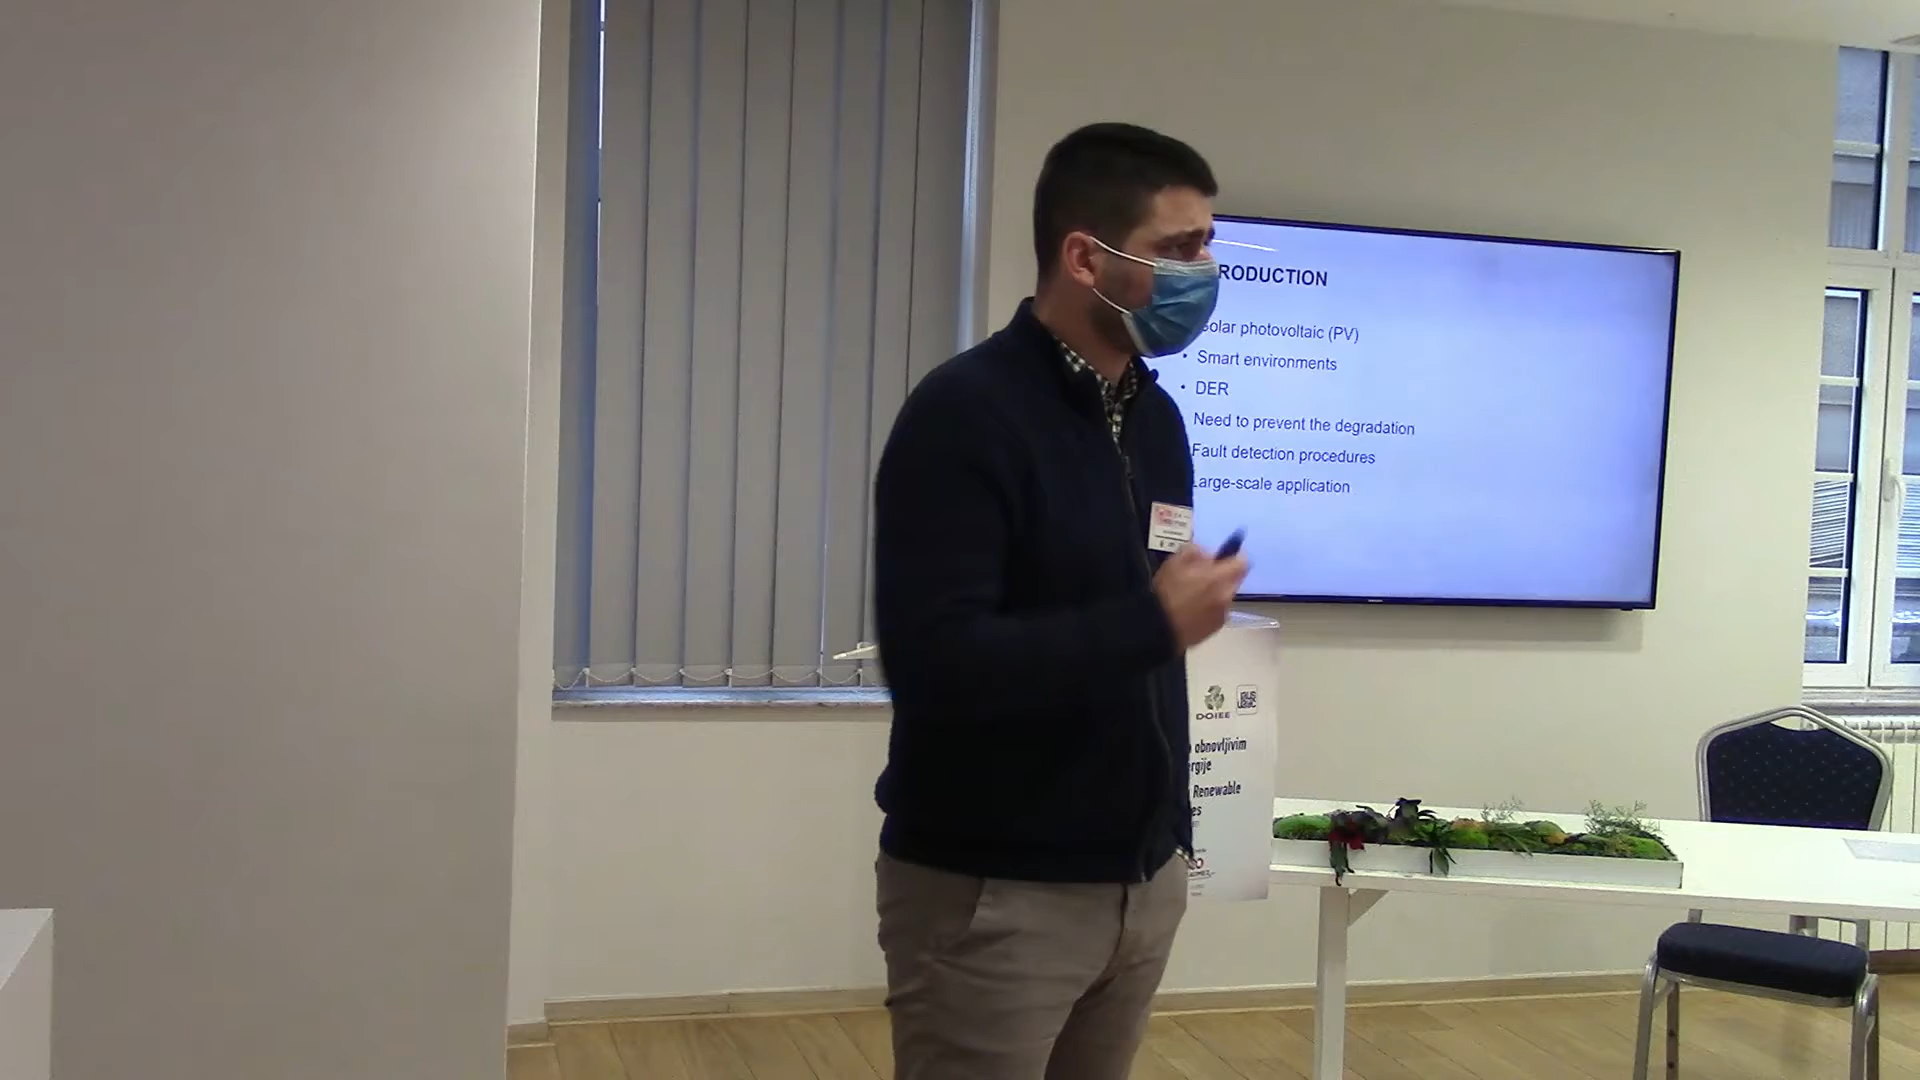 RODUCTION
Solar photovoltaic (PV)
• Smart environments
• DER
Need to prevent the degradation
Fault detection procedures
Large-scale application
DOIEE
obnovljivim
rgije
Renewable
es